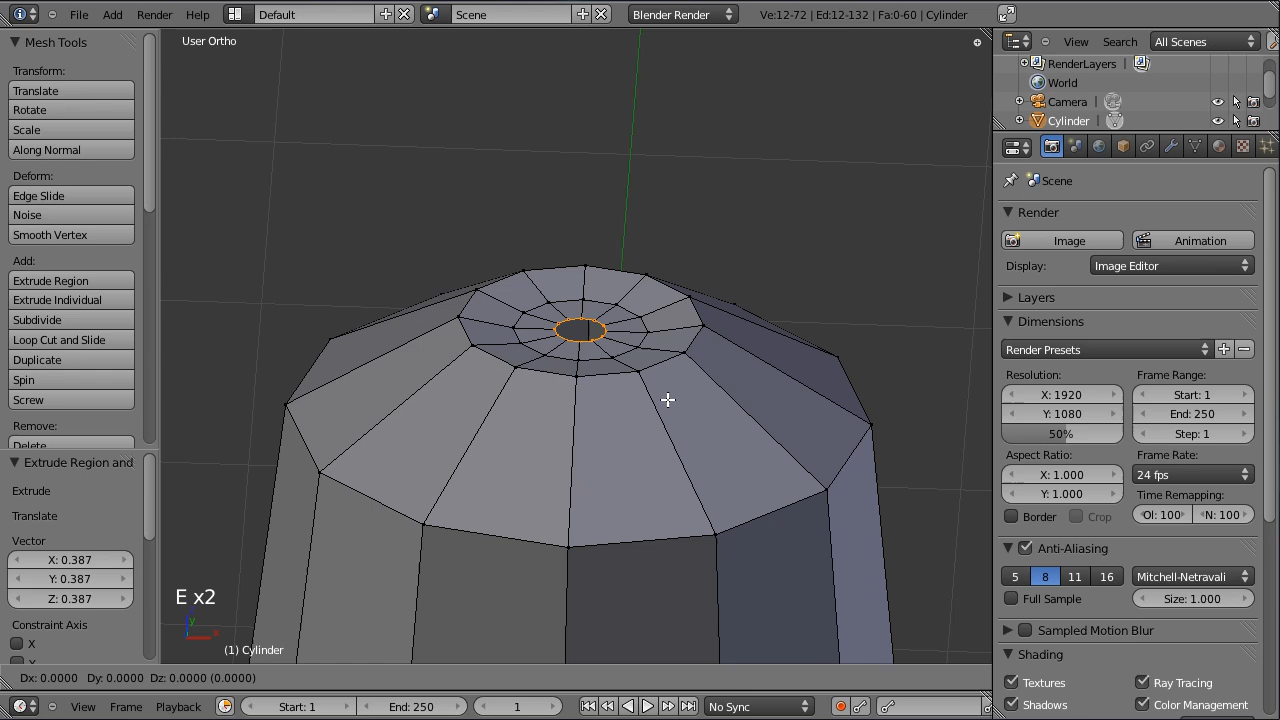 File Add Render Help Default Scene Blender Render Ve:12-72 | Ed:12-132 | Fa:0-60 | Cylinder
Mesh Tools
Transform:
Translate
Rotate
Scale
Along Normal
Deform:
Edge Slide
Noise
Smooth Vertex
Add:
Extrude Region
Extrude Individual
Subdivide
Loop Cut and Slide
Duplicate
Spin
Screw
Remove:
Delete
Extrude Region and
Extrude
Translate
Vector
X: 0.387
Y: 0.387
Z: 0.387
Constraint Axis
X
User Ortho
E x2
y
x
(1) Cylinder
Dx: 0.0000 Dy: 0.0000 Dz: 0.0000 (0.0000)
View Frame Playback Start: 1 End: 250 1 No Sync
View Search All Scenes
RenderLayers
World
Camera
Cylinder
Scene
Render
Image Animation
Display: Image Editor
Layers
Dimensions
Render Presets
Resolution: Frame Range:
X: 1920 Start: 1
Y: 1080 End: 250
50% Step: 1
Aspect Ratio: Frame Rate:
X: 1.000 24 fps
Y: 1.000 Time Remapping:
Border Crop Ol: 100 N: 100
Anti-Aliasing
5 8 11 16 Mitchell-Netravali
Full Sample Size: 1.000
Sampled Motion Blur
Shading
Textures Ray Tracing
Shadows Color Management